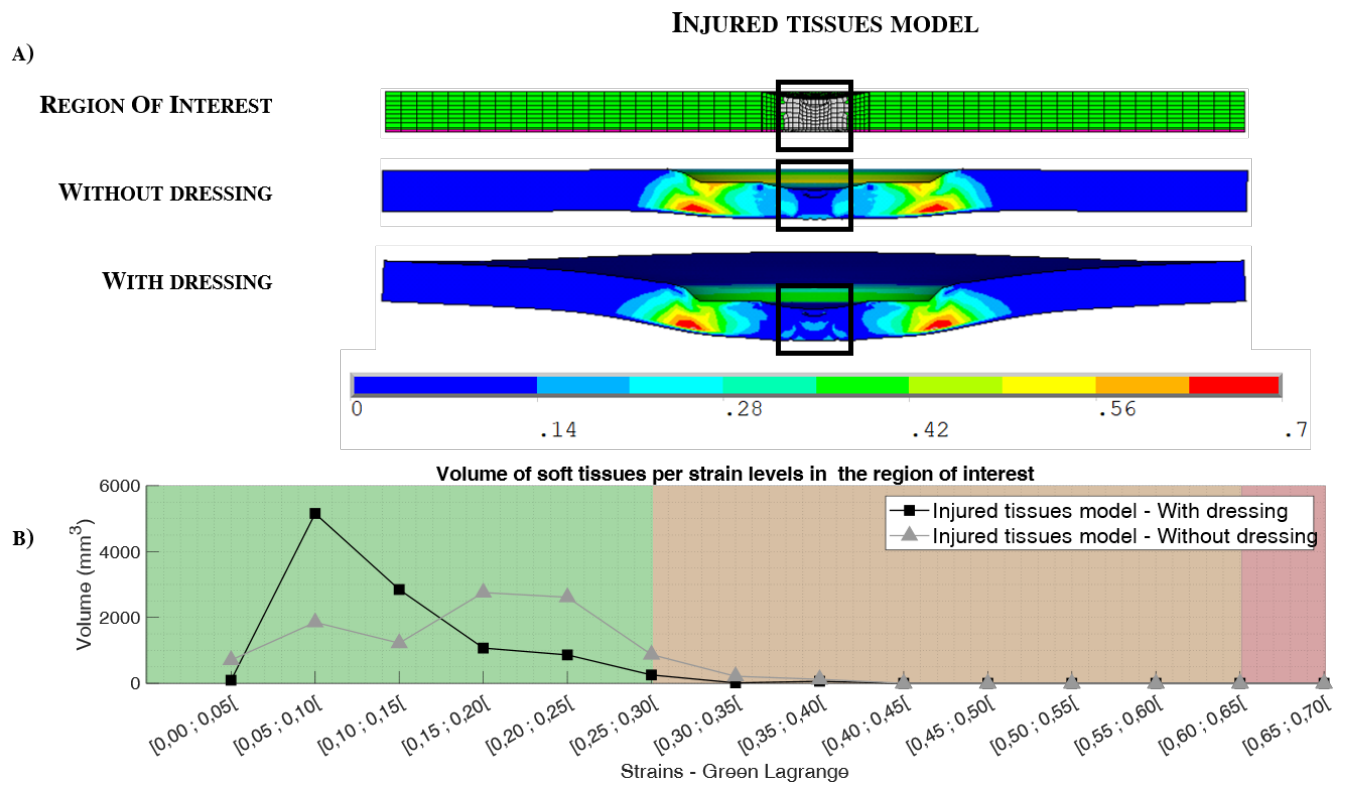 INJURED TISSUES MODEL
A)
REGION OF INTEREST
WITHOUT DRESSING
WITH DRESSING
0 .28 .56
.14 .42 .7
Volume of soft tissues per strain levels in the region of interest
B)
6000
4000
2000
0
Volume (mm³)
Injured tissues model - With dressing
Injured tissues model - Without dressing
[0,00 ; 0,05[
[0,05 ; 0,10[
[0,10 ; 0,15[
[0,15 ; 0,20[
[0,20 ; 0,25[
[0,25 ; 0,30[
[0,30 ; 0,35[
[0,35 ; 0,40[
[0,40 ; 0,45[
[0,45 ; 0,50[
[0,50 ; 0,55[
[0,55 ; 0,60[
[0,60 ; 0,65[
[0,65 ; 0,70[
Strains - Green Lagrange